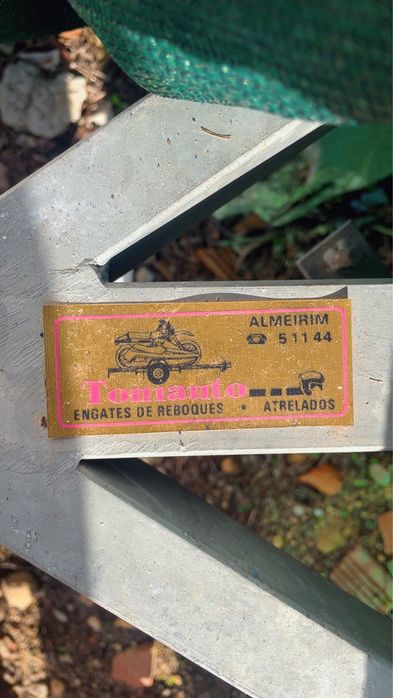 ALMEIRIM
☎ 51144
Tomauto
ENGATES DE REBOQUES * ATRELADOS